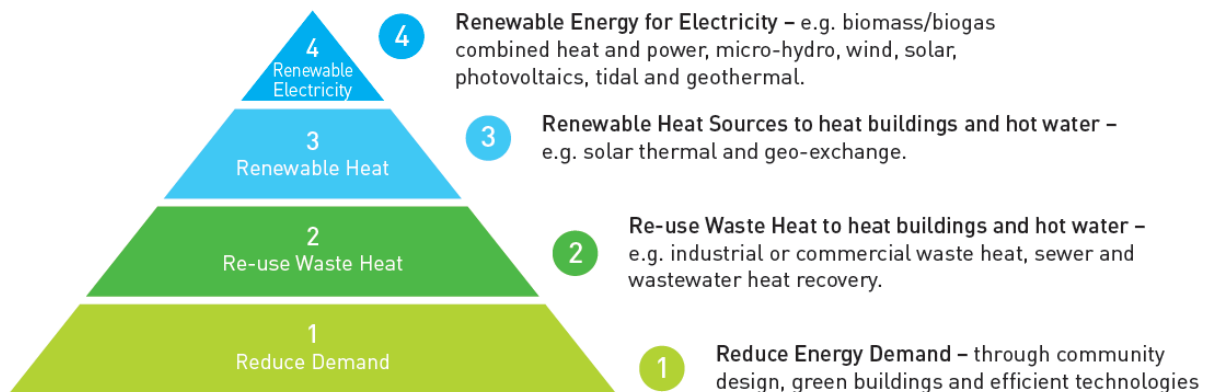 4
Renewable
Electricity
4
Renewable Energy for Electricity – e.g. biomass/biogas
combined heat and power, micro-hydro, wind, solar,
photovoltaics, tidal and geothermal.
3
Renewable Heat
3
Renewable Heat Sources to heat buildings and hot water –
e.g. solar thermal and geo-exchange.
2
Re-use Waste Heat
2
Re-use Waste Heat to heat buildings and hot water –
e.g. industrial or commercial waste heat, sewer and
wastewater heat recovery.
1
Reduce Demand
1
Reduce Energy Demand – through community
design, green buildings and efficient technologies